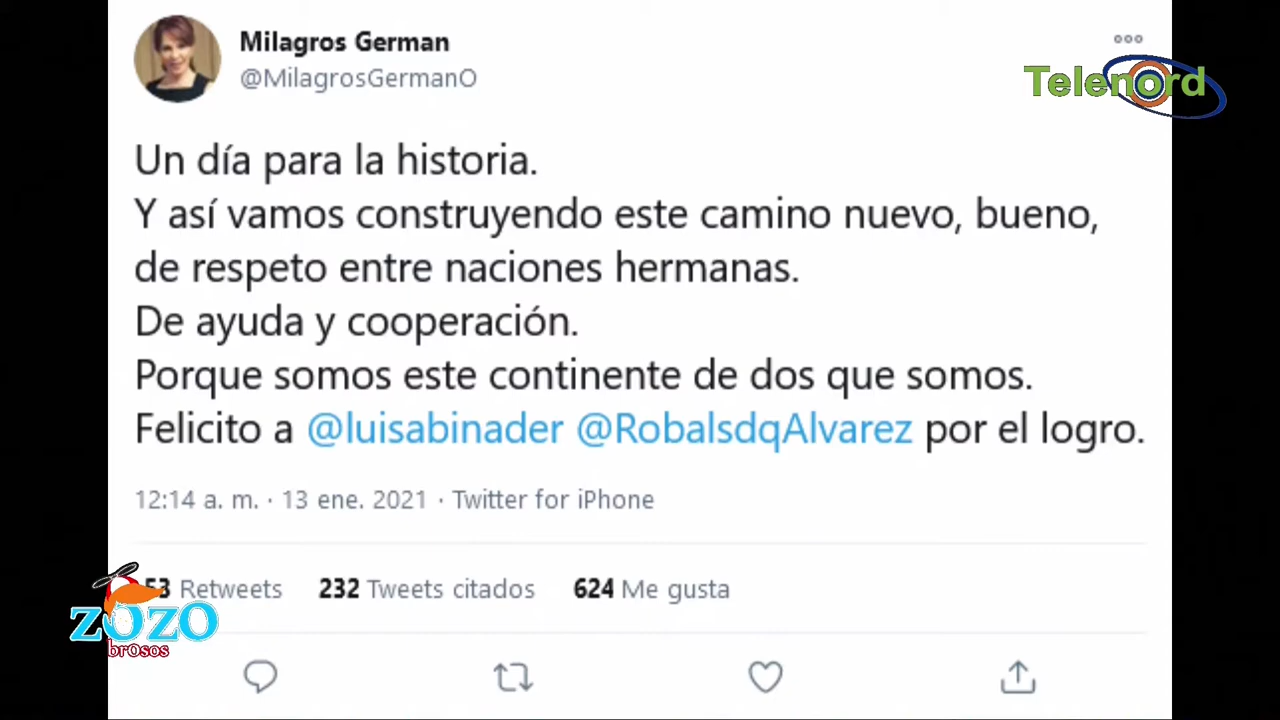 Milagros German
@MilagrosGermanO
Telenord
Un día para la historia.
Y así vamos construyendo este camino nuevo, bueno,
de respeto entre naciones hermanas.
De ayuda y cooperación.
Porque somos este continente de dos que somos.
Felicito a @luisabinader @RobalsdqAlvarez por el logro.
12:14 a. m. · 13 ene. 2021 · Twitter for iPhone
Retweets 232 Tweets citados 624 Me gusta
zozo
brOsos